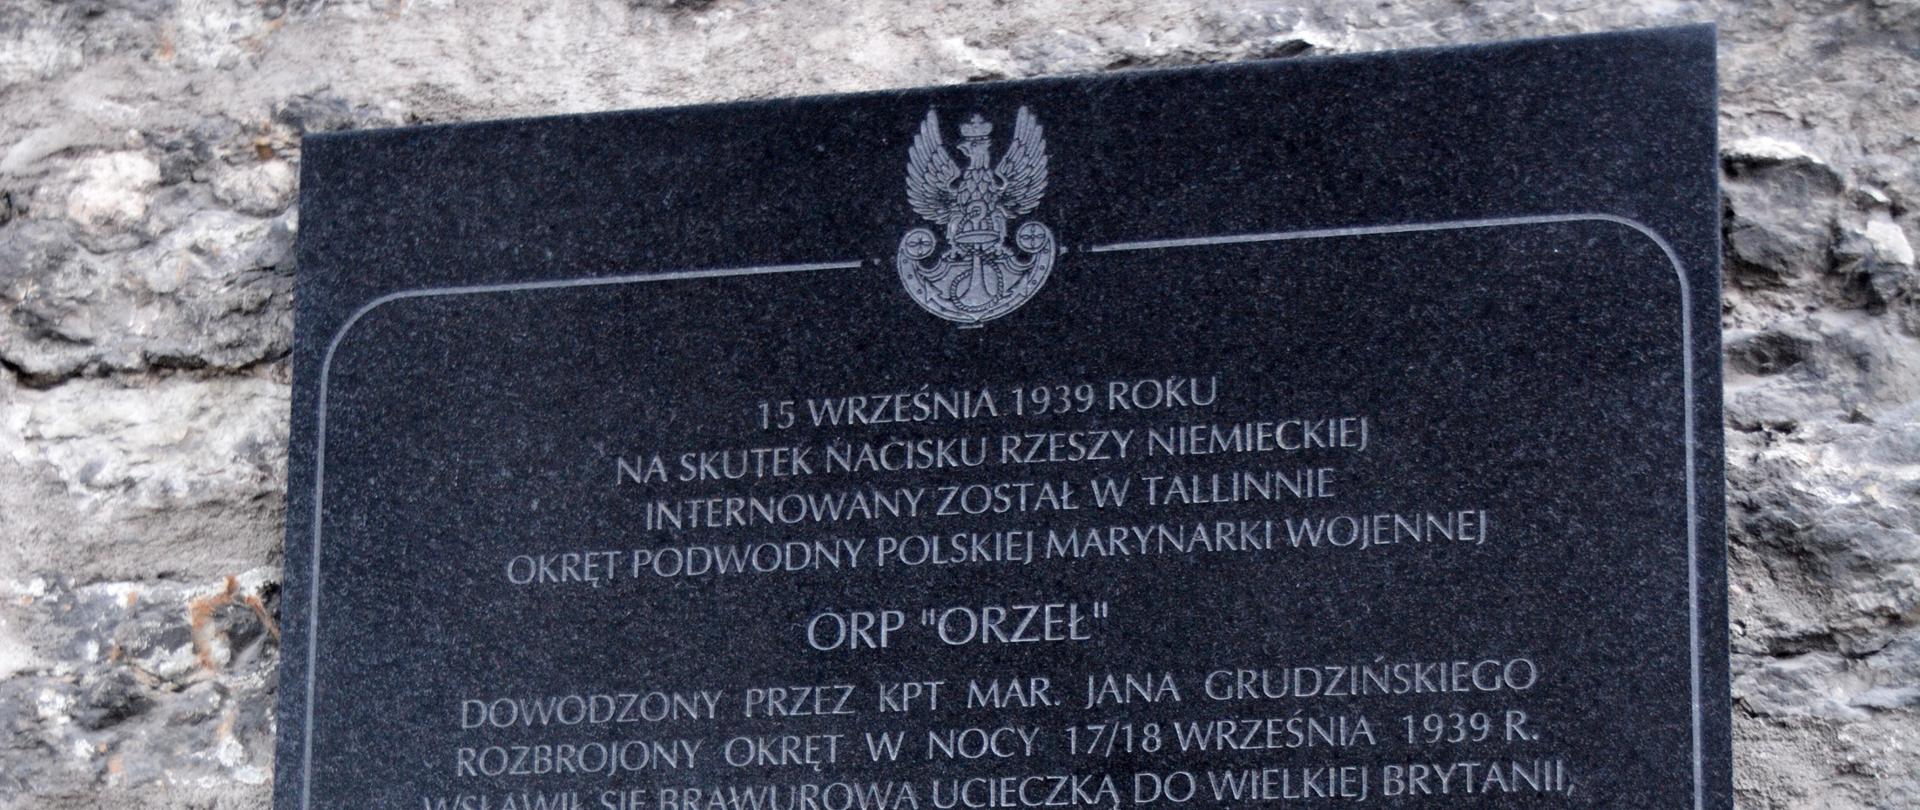 15 WRZEŚNIA 1939 ROKU
NA SKUTEK NACISKU RZESZY NIEMIECKIEJ
INTERNOWANY ZOSTAŁ W TALLINNIE
OKRĘT PODWODNY POLSKIEJ MARYNARKI WOJENNEJ
ORP "ORZEŁ"
DOWODZONY PRZEZ KPT MAR. JANA GRUDZIŃSKIEGO
ROZBROJONY OKRĘT W NOCY 17/18 WRZEŚNIA 1939 R.
WSŁAWIŁ SIĘ BRAWUROWA UCIECZKĄ DO WIELKIEJ BRYTANII,